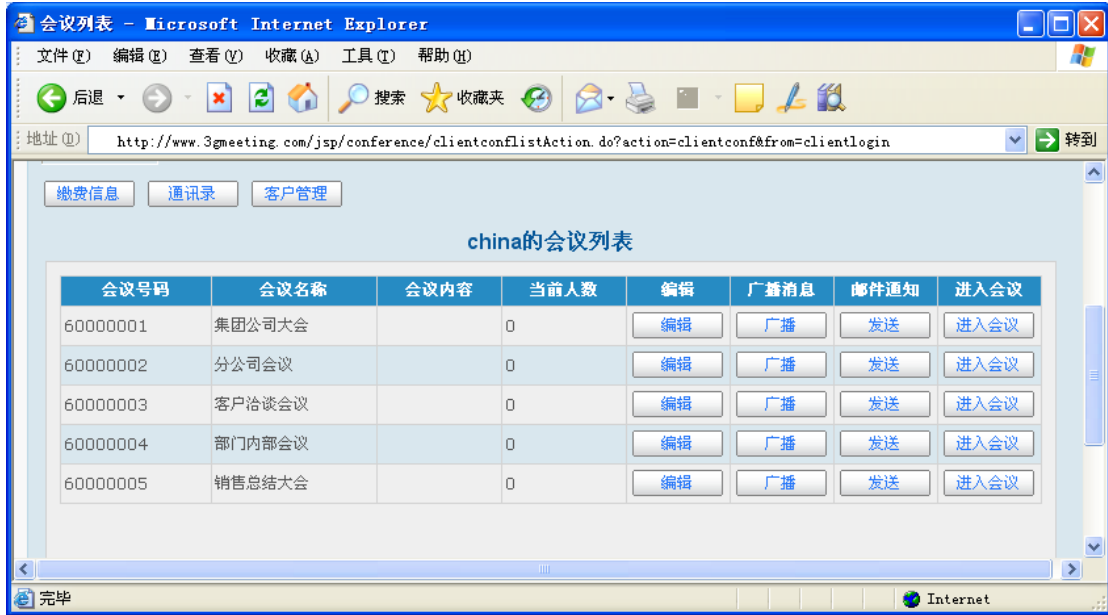 会议列表 - Microsoft Internet Explorer
文件(F) 编辑(E) 查看(V) 收藏(A) 工具(T) 帮助(H)
后退 搜索 收藏夹
地址(D) http://www.3gmeeting.com/jsp/conference/clientconflistAction.do?action=clientconf&from=clientlogin 转到
缴费信息 通讯录 客户管理
china的会议列表
会议号码 会议名称 会议内容 当前人数 编辑 广播消息 邮件通知 进入会议
60000001 集团公司大会 0 编辑 广播 发送 进入会议
60000002 分公司会议 0 编辑 广播 发送 进入会议
60000003 客户洽谈会议 0 编辑 广播 发送 进入会议
60000004 部门内部会议 0 编辑 广播 发送 进入会议
60000005 销售总结大会 0 编辑 广播 发送 进入会议
完毕 Internet